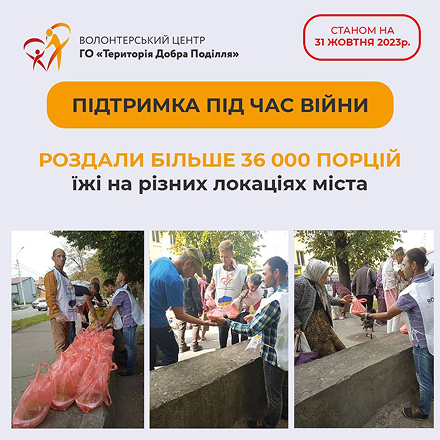 ВОЛОНТЕРСЬКИЙ ЦЕНТР
ГО «Територія Добра Поділля»
СТАНОМ НА
31 ЖОВТНЯ 2023р.
ПІДТРИМКА ПІД ЧАС ВІЙНИ
РОЗДАЛИ БІЛЬШЕ 36 000 ПОРЦІЙ
їжі на різних локаціях міста